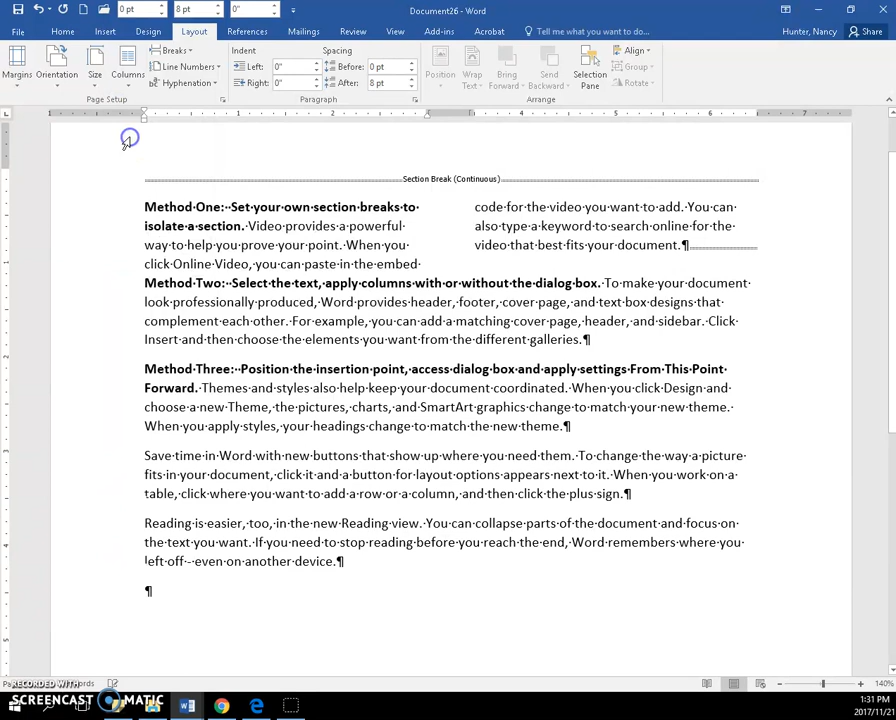 0 pt 8 pt 0" Document26 - Word
File Home Insert Design Layout References Mailings Review View Add-ins Acrobat Tell me what you want to do... Hunter, Nancy Share
Margins Orientation Size Columns
Breaks
Line Numbers
Hyphenation
Page Setup
Indent
Left: 0"
Right: 0"
Spacing
Before: 0 pt
After: 8 pt
Paragraph
Position Wrap Text Bring Forward Send Backward Selection Pane
Align
Group
Rotate
Arrange
1 1 2 4 5 6 7
Section Break (Continuous)
Method·One:··Set·your·own·section·breaks·to·
isolate·a·section.·Video·provides·a·powerful·
way·to·help·you·prove·your·point.·When·you·
click·Online·Video,·you·can·paste·in·the·embed·
code·for·the·video·you·want·to·add.·You·can·
also·type·a·keyword·to·search·online·for·the·
video·that·best·fits·your·document.¶
Method·Two:··Select·the·text,·apply·columns·with·or·without·the·dialog·box.·To·make·your·document·
look·professionally·produced,·Word·provides·header,·footer,·cover·page,·and·text·box·designs·that·
complement·each·other.·For·example,·you·can·add·a·matching·cover·page,·header,·and·sidebar.·Click·
Insert·and·then·choose·the·elements·you·want·from·the·different·galleries.¶
Method·Three:··Position·the·insertion·point,·access·dialog·box·and·apply·settings·From·This·Point·
Forward.·Themes·and·styles·also·help·keep·your·document·coordinated.·When·you·click·Design·and·
choose·a·new·Theme,·the·pictures,·charts,·and·SmartArt·graphics·change·to·match·your·new·theme.·
When·you·apply·styles,·your·headings·change·to·match·the·new·theme.¶
Save·time·in·Word·with·new·buttons·that·show·up·where·you·need·them.·To·change·the·way·a·picture·
fits·in·your·document,·click·it·and·a·button·for·layout·options·appears·next·to·it.·When·you·work·on·a·
table,·click·where·you·want·to·add·a·row·or·a·column,·and·then·click·the·plus·sign.¶
Reading·is·easier,·too,·in·the·new·Reading·view.·You·can·collapse·parts·of·the·document·and·focus·on·
the·text·you·want.·If·you·need·to·stop·reading·before·you·reach·the·end,·Word·remembers·where·you·
left·off·-·even·on·another·device.¶
¶
RECORDED WITH
SCREENCAST MATIC
140%
1:31 PM
2017/11/21